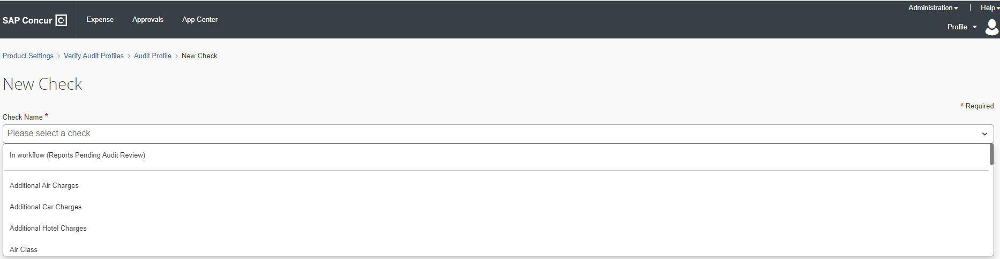 Administration | Help
SAP Concur C Expense Approvals App Center
Profile
Product Settings > Verify Audit Profiles > Audit Profile > New Check
New Check
* Required
Check Name *
Please select a check
In workflow (Reports Pending Audit Review)
Additional Air Charges
Additional Car Charges
Additional Hotel Charges
Air Class